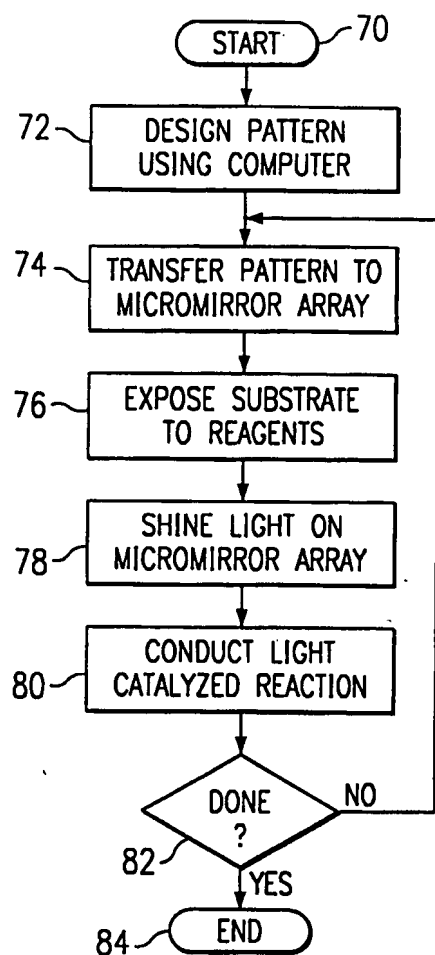 START
70
72
DESIGN PATTERN
USING COMPUTER
74
TRANSFER PATTERN TO
MICROMIRROR ARRAY
76
EXPOSE SUBSTRATE
TO REAGENTS
78
SHINE LIGHT ON
MICROMIRROR ARRAY
80
CONDUCT LIGHT
CATALYZED REACTION
82
DONE
?
NO
YES
84
END